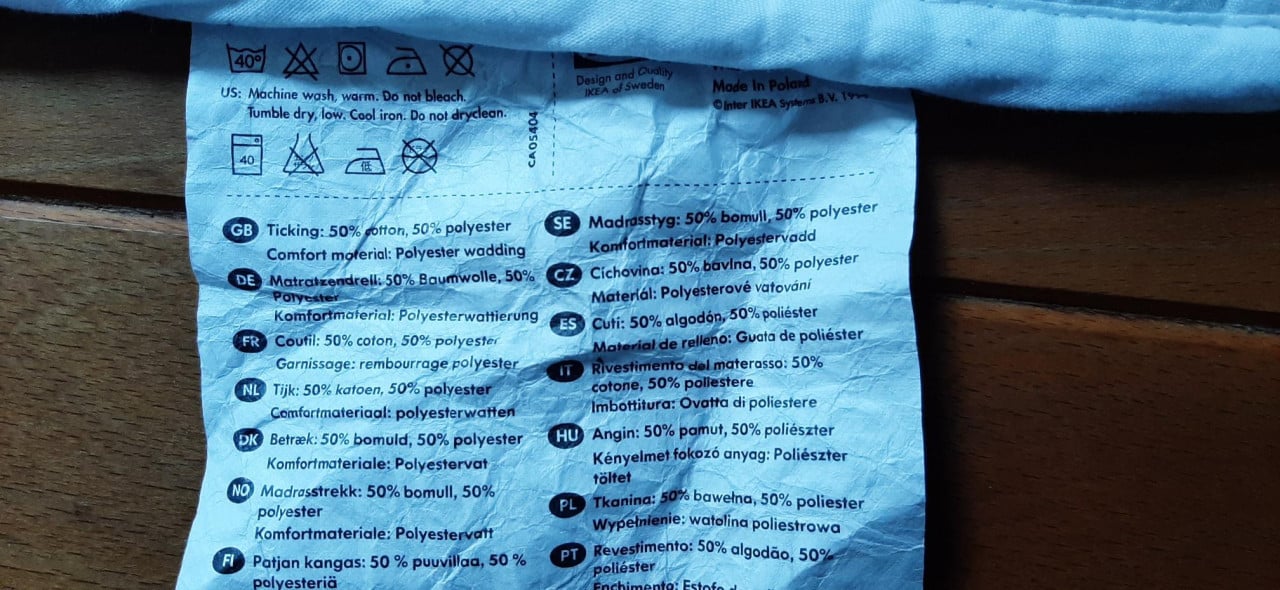 40°
US: Machine wash, warm. Do not bleach.
Tumble dry, low. Cool iron. Do not dryclean.
40
低
CA05404
Design and Quality
IKEA of Sweden
Made in Poland
©Inter IKEA Systems B.V.
GB Ticking: 50% cotton, 50% polyester
Comfort material: Polyester wadding
DE Matratzendrell: 50% Baumwolle, 50%
Polyester
Komfortmaterial: Polyesterwattierung
FR Coutil: 50% coton, 50% polyester
Garnissage: rembourrage polyester
NL Tijk: 50% katoen, 50% polyester
Comfortmateriaal: polyesterwatten
DK Betræk: 50% bomuld, 50% polyester
Komfortmateriale: Polyestervat
NO Madrasstrekk: 50% bomull, 50%
polyester
Komfortmateriale: Polyestervatt
FI Patjan kangas: 50 % puuvillaa, 50 %
polyesteriä
SE Madrasstyg: 50% bomull, 50% polyester
Komfortmaterial: Polyestervadd
CZ Cíchovina: 50% bavlna, 50% polyester
Materiál: Polyesterové vatování
ES Cutí: 50% algodón, 50% poliéster
Material de relleno: Guata de poliéster
IT Rivestimento del materasso: 50%
cotone, 50% poliestere
Imbottitura: Ovatta di poliestere
HU Angin: 50% pamut, 50% poliészter
Kényelmet fokozó anyag: Poliészter
töltet
PL Tkanina: 50% bawełna, 50% poliester
Wypełnienie: watolina poliestrowa
PT Revestimento: 50% algodão, 50%
poliéster
Enchimento: Estofo